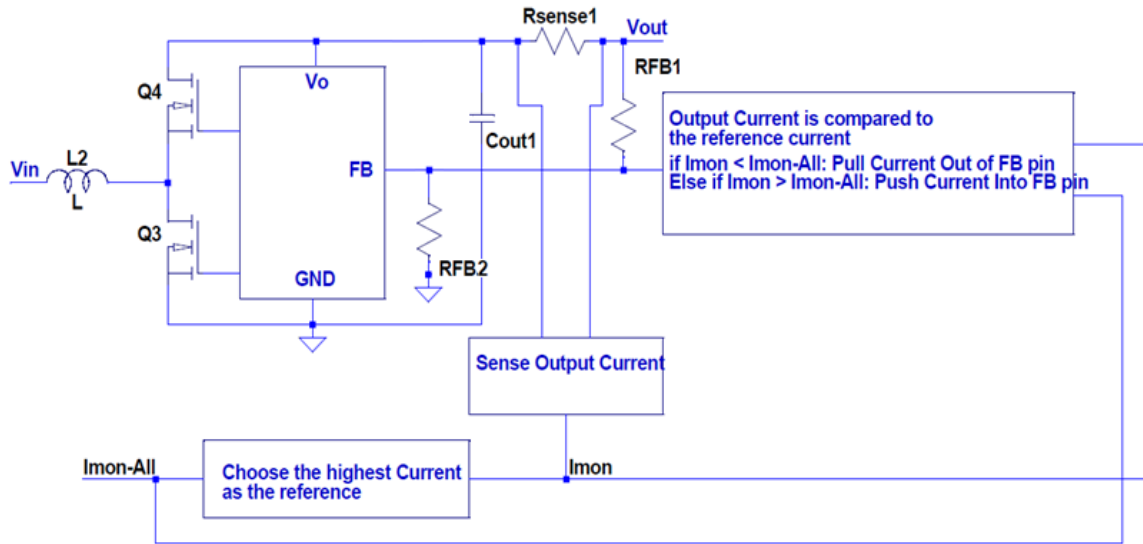 Rsense1
Vout
RFB1
Q4
Vo
Cout1
Output Current is compared to
the reference current
if Imon < Imon-All: Pull Current Out of FB pin
Else if Imon > Imon-All: Push Current Into FB pin
Vin
L2
L
FB
Q3
RFB2
GND
Sense Output Current
Imon-All
Choose the highest Current
as the reference
Imon